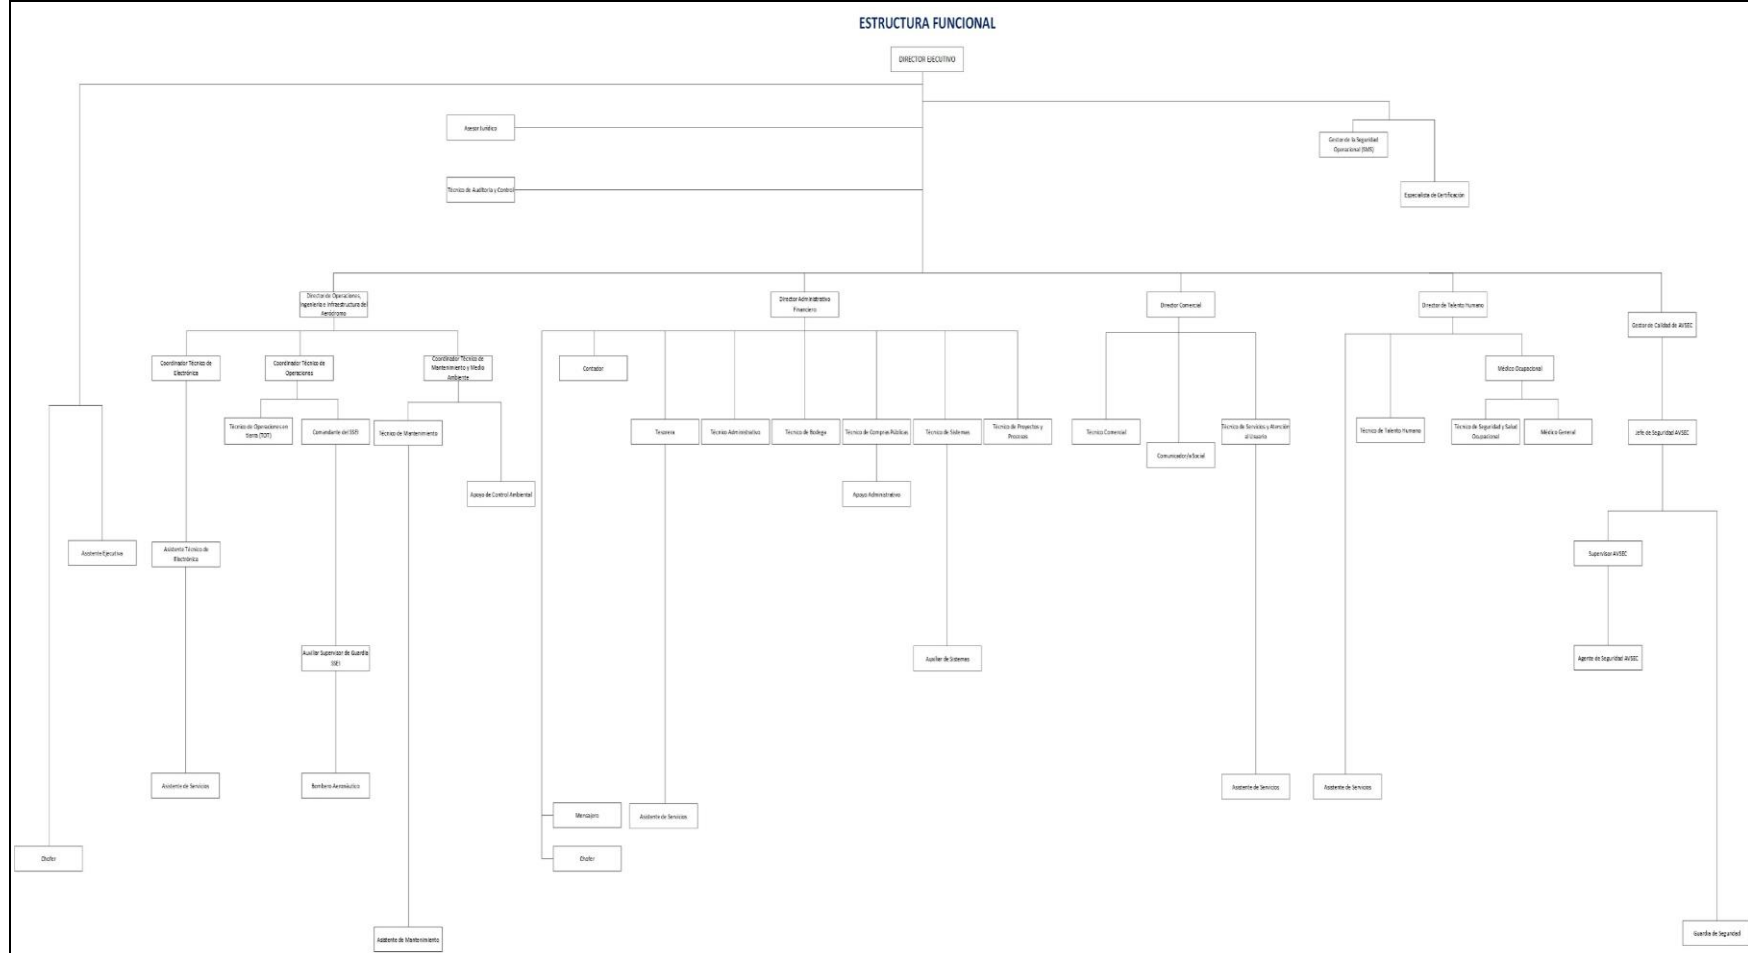 ESTRUCTURA FUNCIONAL
DIRECTOR EJECUTIVO
Asesor Jurídico
Gestor de la Seguridad
Operacional (SMS)
Técnico de Auditoría y Control
Especialista de Certificación
Director de Operaciones,
Ingeniería e Infraestructura del
Aeródromo
Director Administrativo
Financiero
Director Comercial
Director de Talento Humano
Gestor de Calidad de AVSEC
Coordinador Técnico de
Electrónica
Coordinador Técnico de
Operaciones
Coordinador Técnico de
Mantenimiento y Medio
Ambiente
Contador
Médico Ocupacional
Técnico de Operaciones en
tierra (TOT)
Comandante del SSEI
Técnico de Mantenimiento
Tesorera
Técnico Administrativo
Técnico de Bodega
Técnico de Compras Públicas
Técnico de Sistemas
Técnico de Proyectos y
Procesos
Técnico Comercial
Técnico de Servicios y Atención
al Usuario
Técnico de Talento Humano
Técnico de Seguridad y Salud
Ocupacional
Médico General
Jefe de Seguridad AVSEC
Comunicador/a Social
Apoyo de Control Ambiental
Apoyo Administrativo
Asistente Ejecutiva
Asistente Técnico de
Electrónica
Supervisor AVSEC
Auxiliar Supervisor de Guardia
SSEI
Auxiliar de Sistemas
Agente de Seguridad AVSEC
Asistente de Servicios
Bombero Aeronáutico
Asistente de Servicios
Asistente de Servicios
Mensajero
Asistente de Servicios
Chofer
Chofer
Asistente de Mantenimiento
Guardia de Seguridad